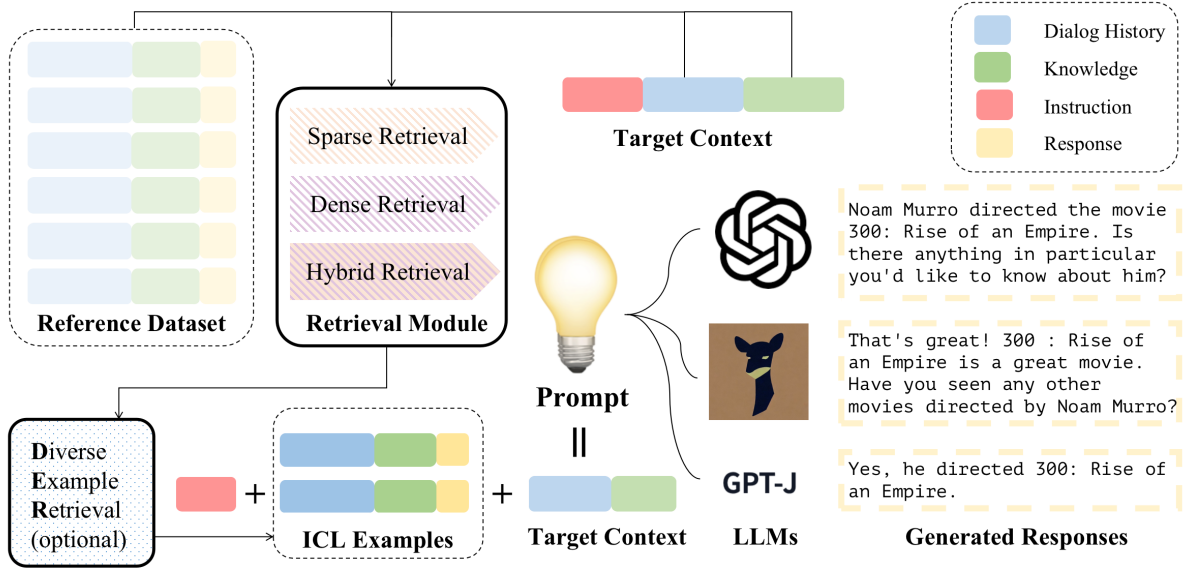 Dialog History
Knowledge
Instruction
Response
Target Context
Sparse Retrieval
Dense Retrieval
Hybrid Retrieval
Reference Dataset
Retrieval Module
Noam Murro directed the movie
300: Rise of an Empire. Is
there anything in particular
you'd like to know about him?
That's great! 300 : Rise of
an Empire is a great movie.
Have you seen any other
movies directed by Noam Murro?
Prompt
=
Diverse
Example
Retrieval
(optional)
+
+
GPT-J
Yes, he directed 300: Rise of
an Empire.
ICL Examples
Target Context
LLMs
Generated Responses